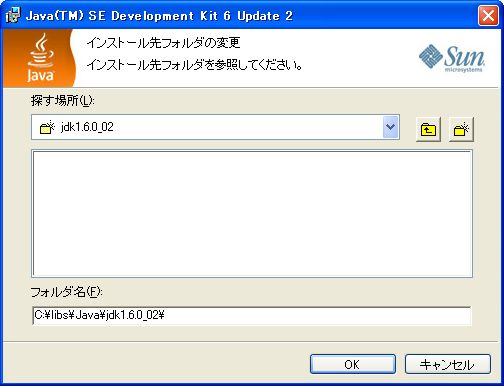 Java(TM) SE Development Kit 6 Update 2
インストール先フォルダの変更
インストール先フォルダを参照してください。
Java
Sun
microsystems
探す場所(L):
jdk1.6.0_02
フォルダ名(F):
C:¥libs¥Java¥jdk1.6.0_02¥
OK
キャンセル